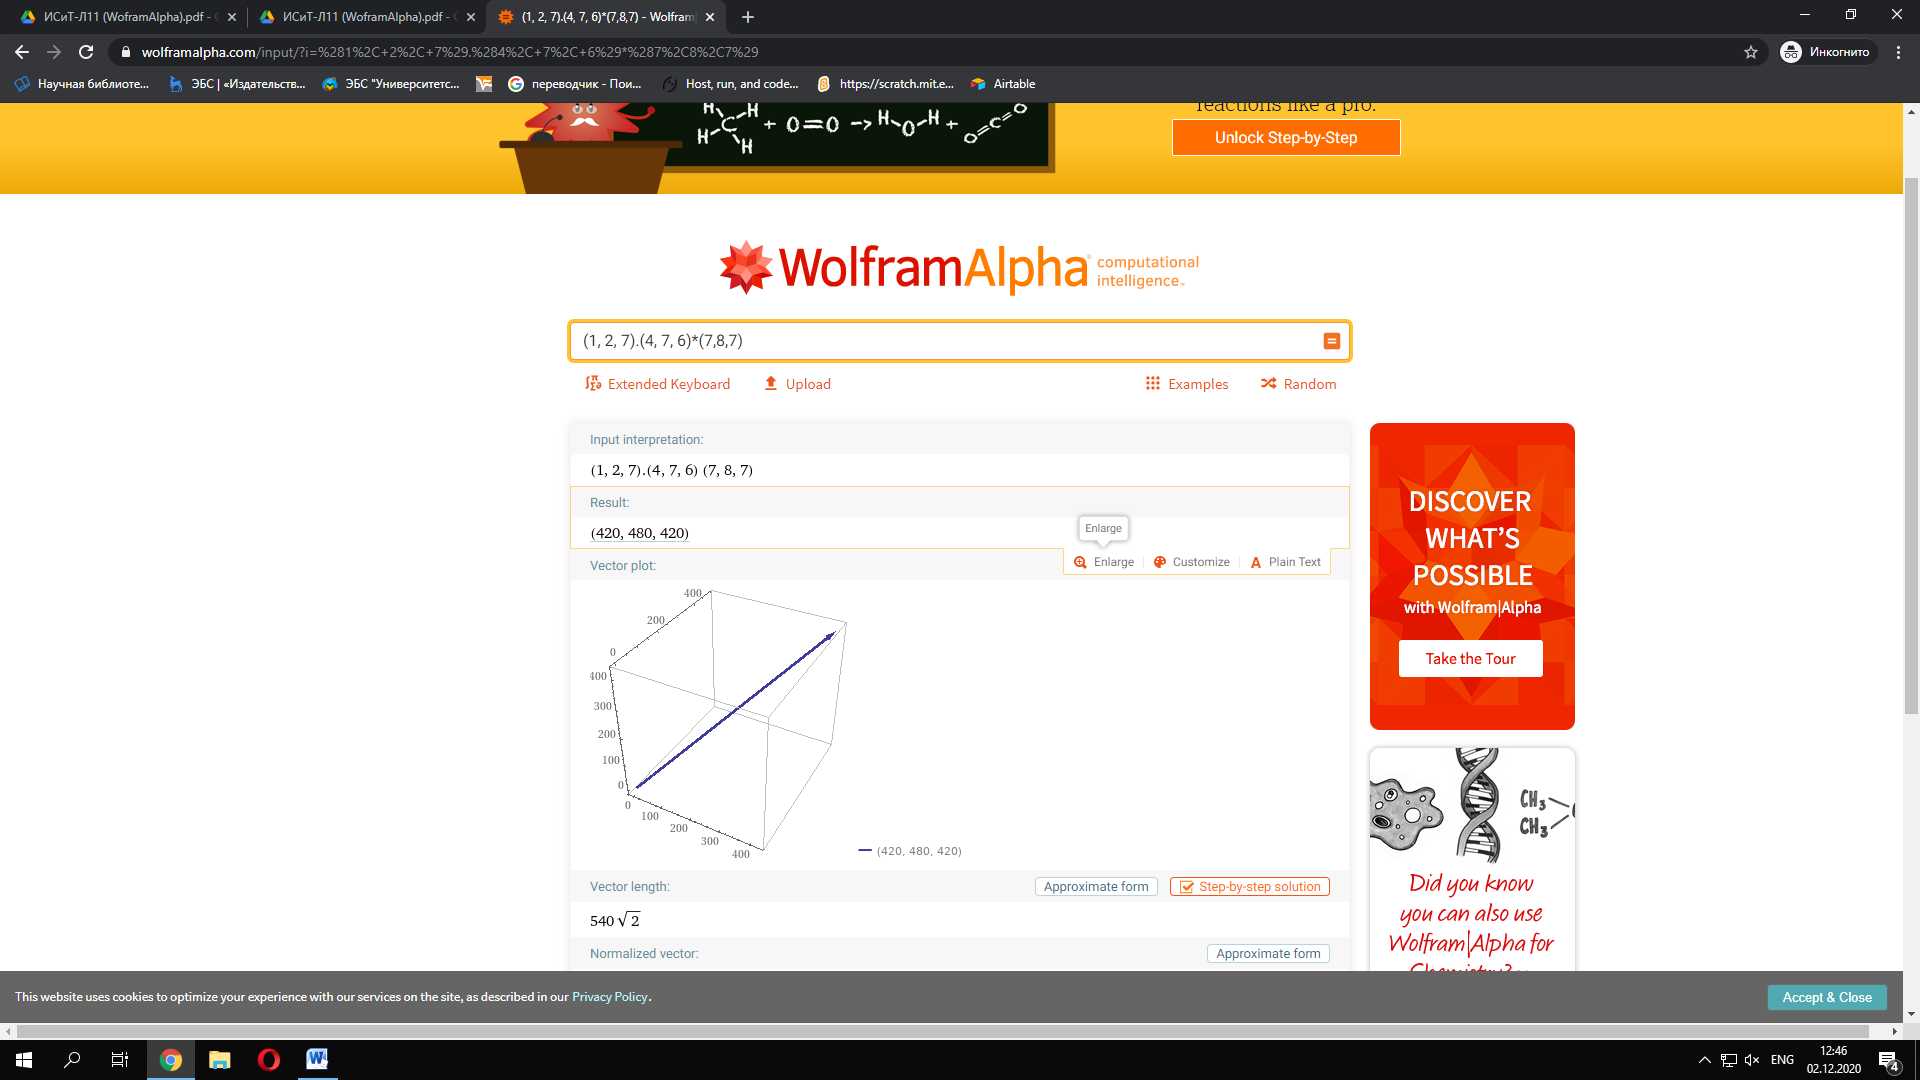 ИСиТ-Л11 (WoframAlpha).pdf -
ИСиТ-Л11 (WoframAlpha).pdf -
(1, 2, 7).(4, 7, 6)*(7,8,7) - Wolfram
wolframalpha.com/input/?i=%281%2C+2%2C+7%29.%284%2C+7%2C+6%29*%287%2C8%2C7%29
Инкогнито
Научная библиоте...
ЭБС | «Издательств...
ЭБС "Университетс...
переводчик - Пои...
Host, run, and code...
https://scratch.mit.e...
Airtable
reactions like a pro.
H H C H H + O=O -> H O H + O=C=O
Unlock Step-by-Step
WolframAlpha computational intelligence™
(1, 2, 7).(4, 7, 6)*(7,8,7)
Extended Keyboard
Upload
Examples
Random
Input interpretation:
(1, 2, 7).(4, 7, 6) (7, 8, 7)
Result:
(420, 480, 420)
Enlarge
Enlarge
Customize
Plain Text
Vector plot:
400
200
0
400
300
200
100
0
0
100
200
300
400
(420, 480, 420)
Vector length:
Approximate form
Step-by-step solution
540 √2
Normalized vector:
Approximate form
DISCOVER
WHAT'S
POSSIBLE
with Wolfram|Alpha
Take the Tour
CH3
CH3
Did you know
you can also use
Wolfram|Alpha for
Chemistry?
This website uses cookies to optimize your experience with our services on the site, as described in our Privacy Policy.
Accept & Close
ENG
12:46
02.12.2020
4